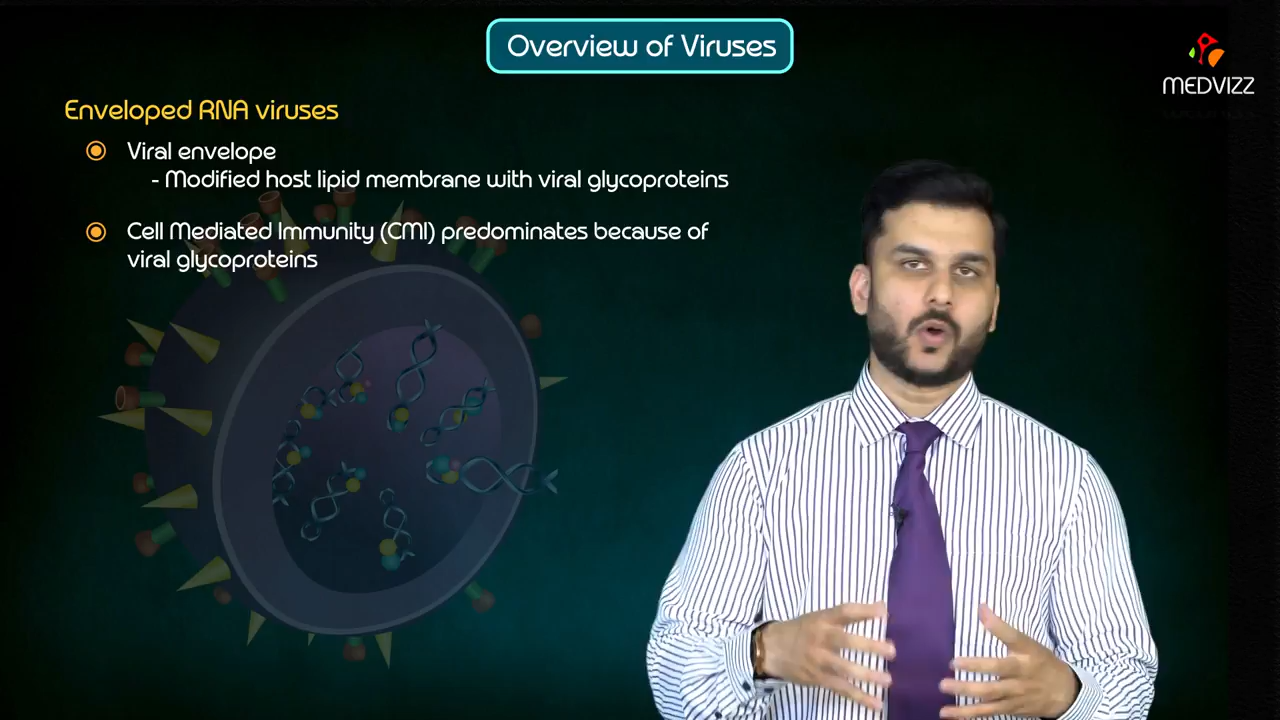 Overview of Viruses
MEDVIZZ
Enveloped RNA viruses
Viral envelope
- Modified host lipid membrane with viral glycoproteins
Cell Mediated Immunity (CMI) predominates because of
viral glycoproteins